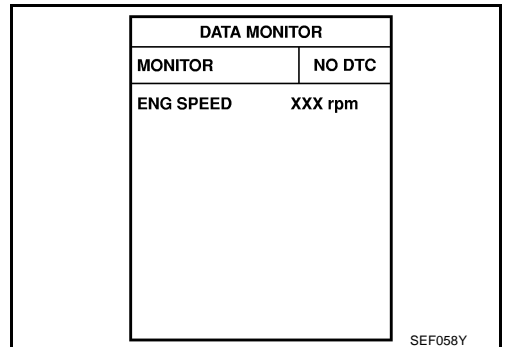 DATA MONITOR
MONITOR NO DTC
ENG SPEED XXX rpm
SEF058Y